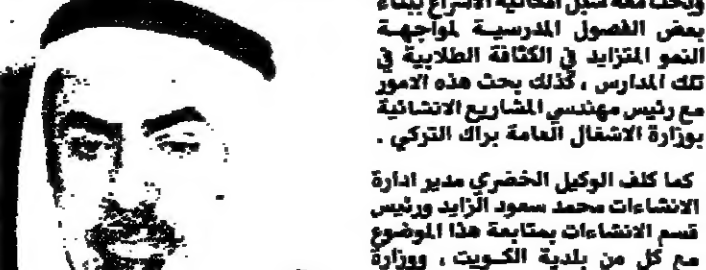 وبحث معه سبل امكانية الاسراع ببناء
بعض الفصول المدرسية لمواجهة
النمو المتزايد في الكثافة الطلابية في
تلك المدارس ، كذلك بحث هذه الامور
مع رئيس مهندسي المشاريع الانشائية
بوزارة الاشغال العامة براك التركي .
كما كلف الوكيل الخضري مدير ادارة
الانشاءات محمد سعود الزايد ورئيس
قسم الانشاءات بمتابعة هذا الموضوع
مع كل من بلدية الكويت ، ووزارة